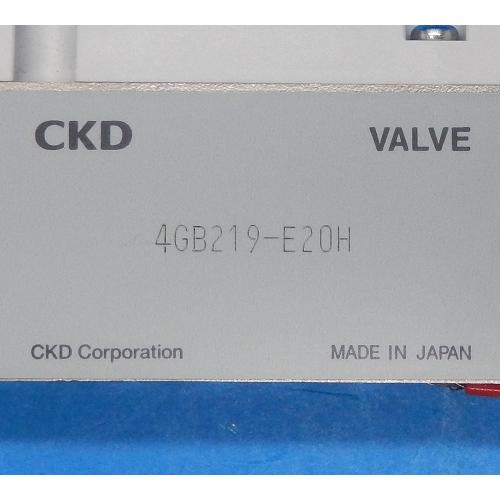 CKD VALVE
4GB219-E20H
CKD Corporation MADE IN JAPAN